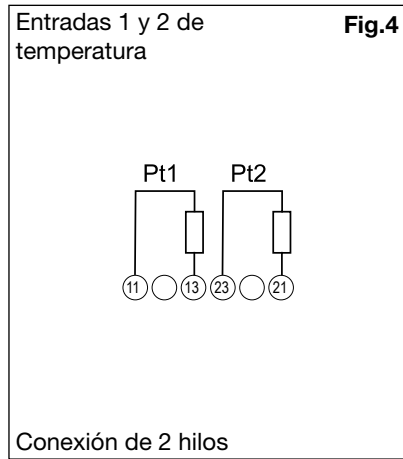 Entradas 1 y 2 de Fig.4
temperatura
Pt1 Pt2
11 13 23 21
Conexión de 2 hilos